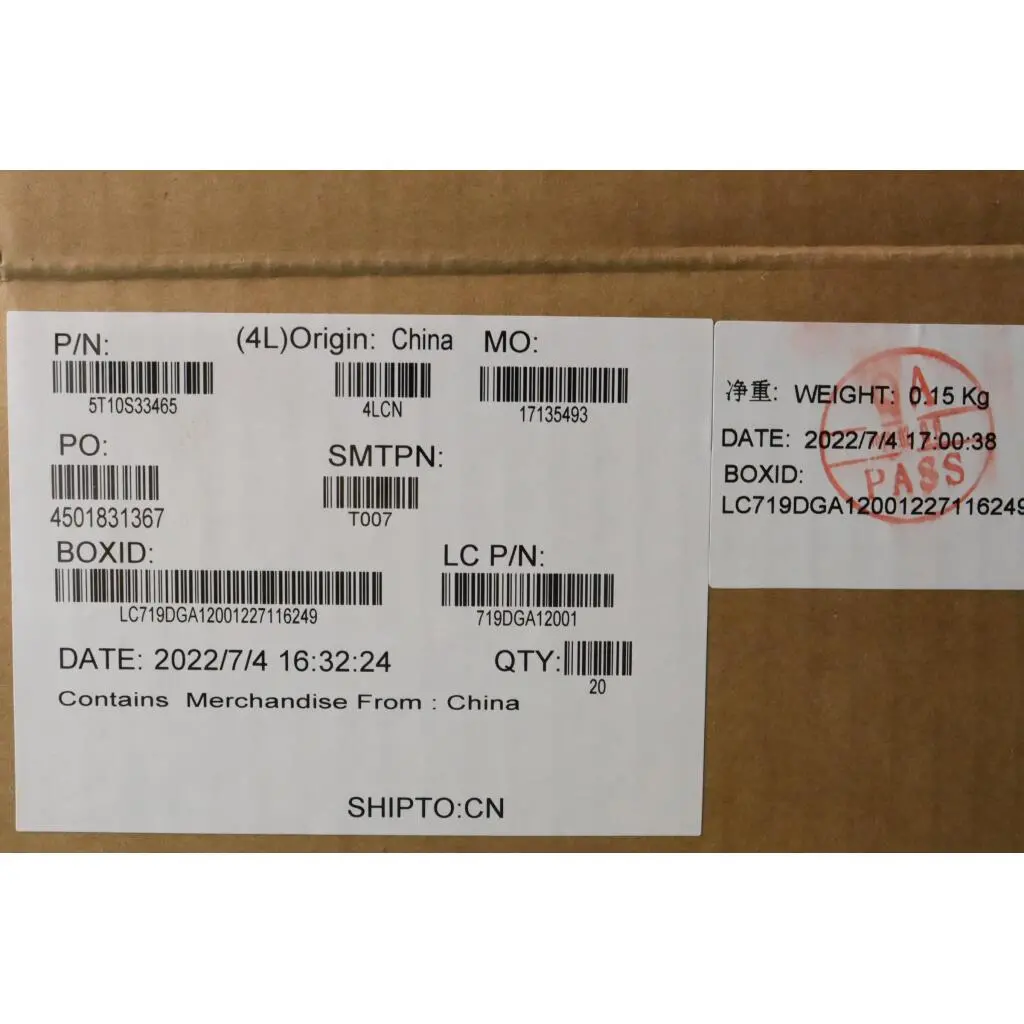 P/N: (4L)Origin: China MO:
5T10S33465 4LCN 17135493
PO: SMTPN:
4501831367 T007
BOXID: LC P/N:
LC719DGA12001227116249 719DGA12001
DATE: 2022/7/4 16:32:24 QTY:
20
Contains Merchandise From : China
SHIPTO:CN
净重: WEIGHT: 0.15 Kg
DATE: 2022/7/4 17:00:38
BOXID:
LC719DGA12001227116249
PASS